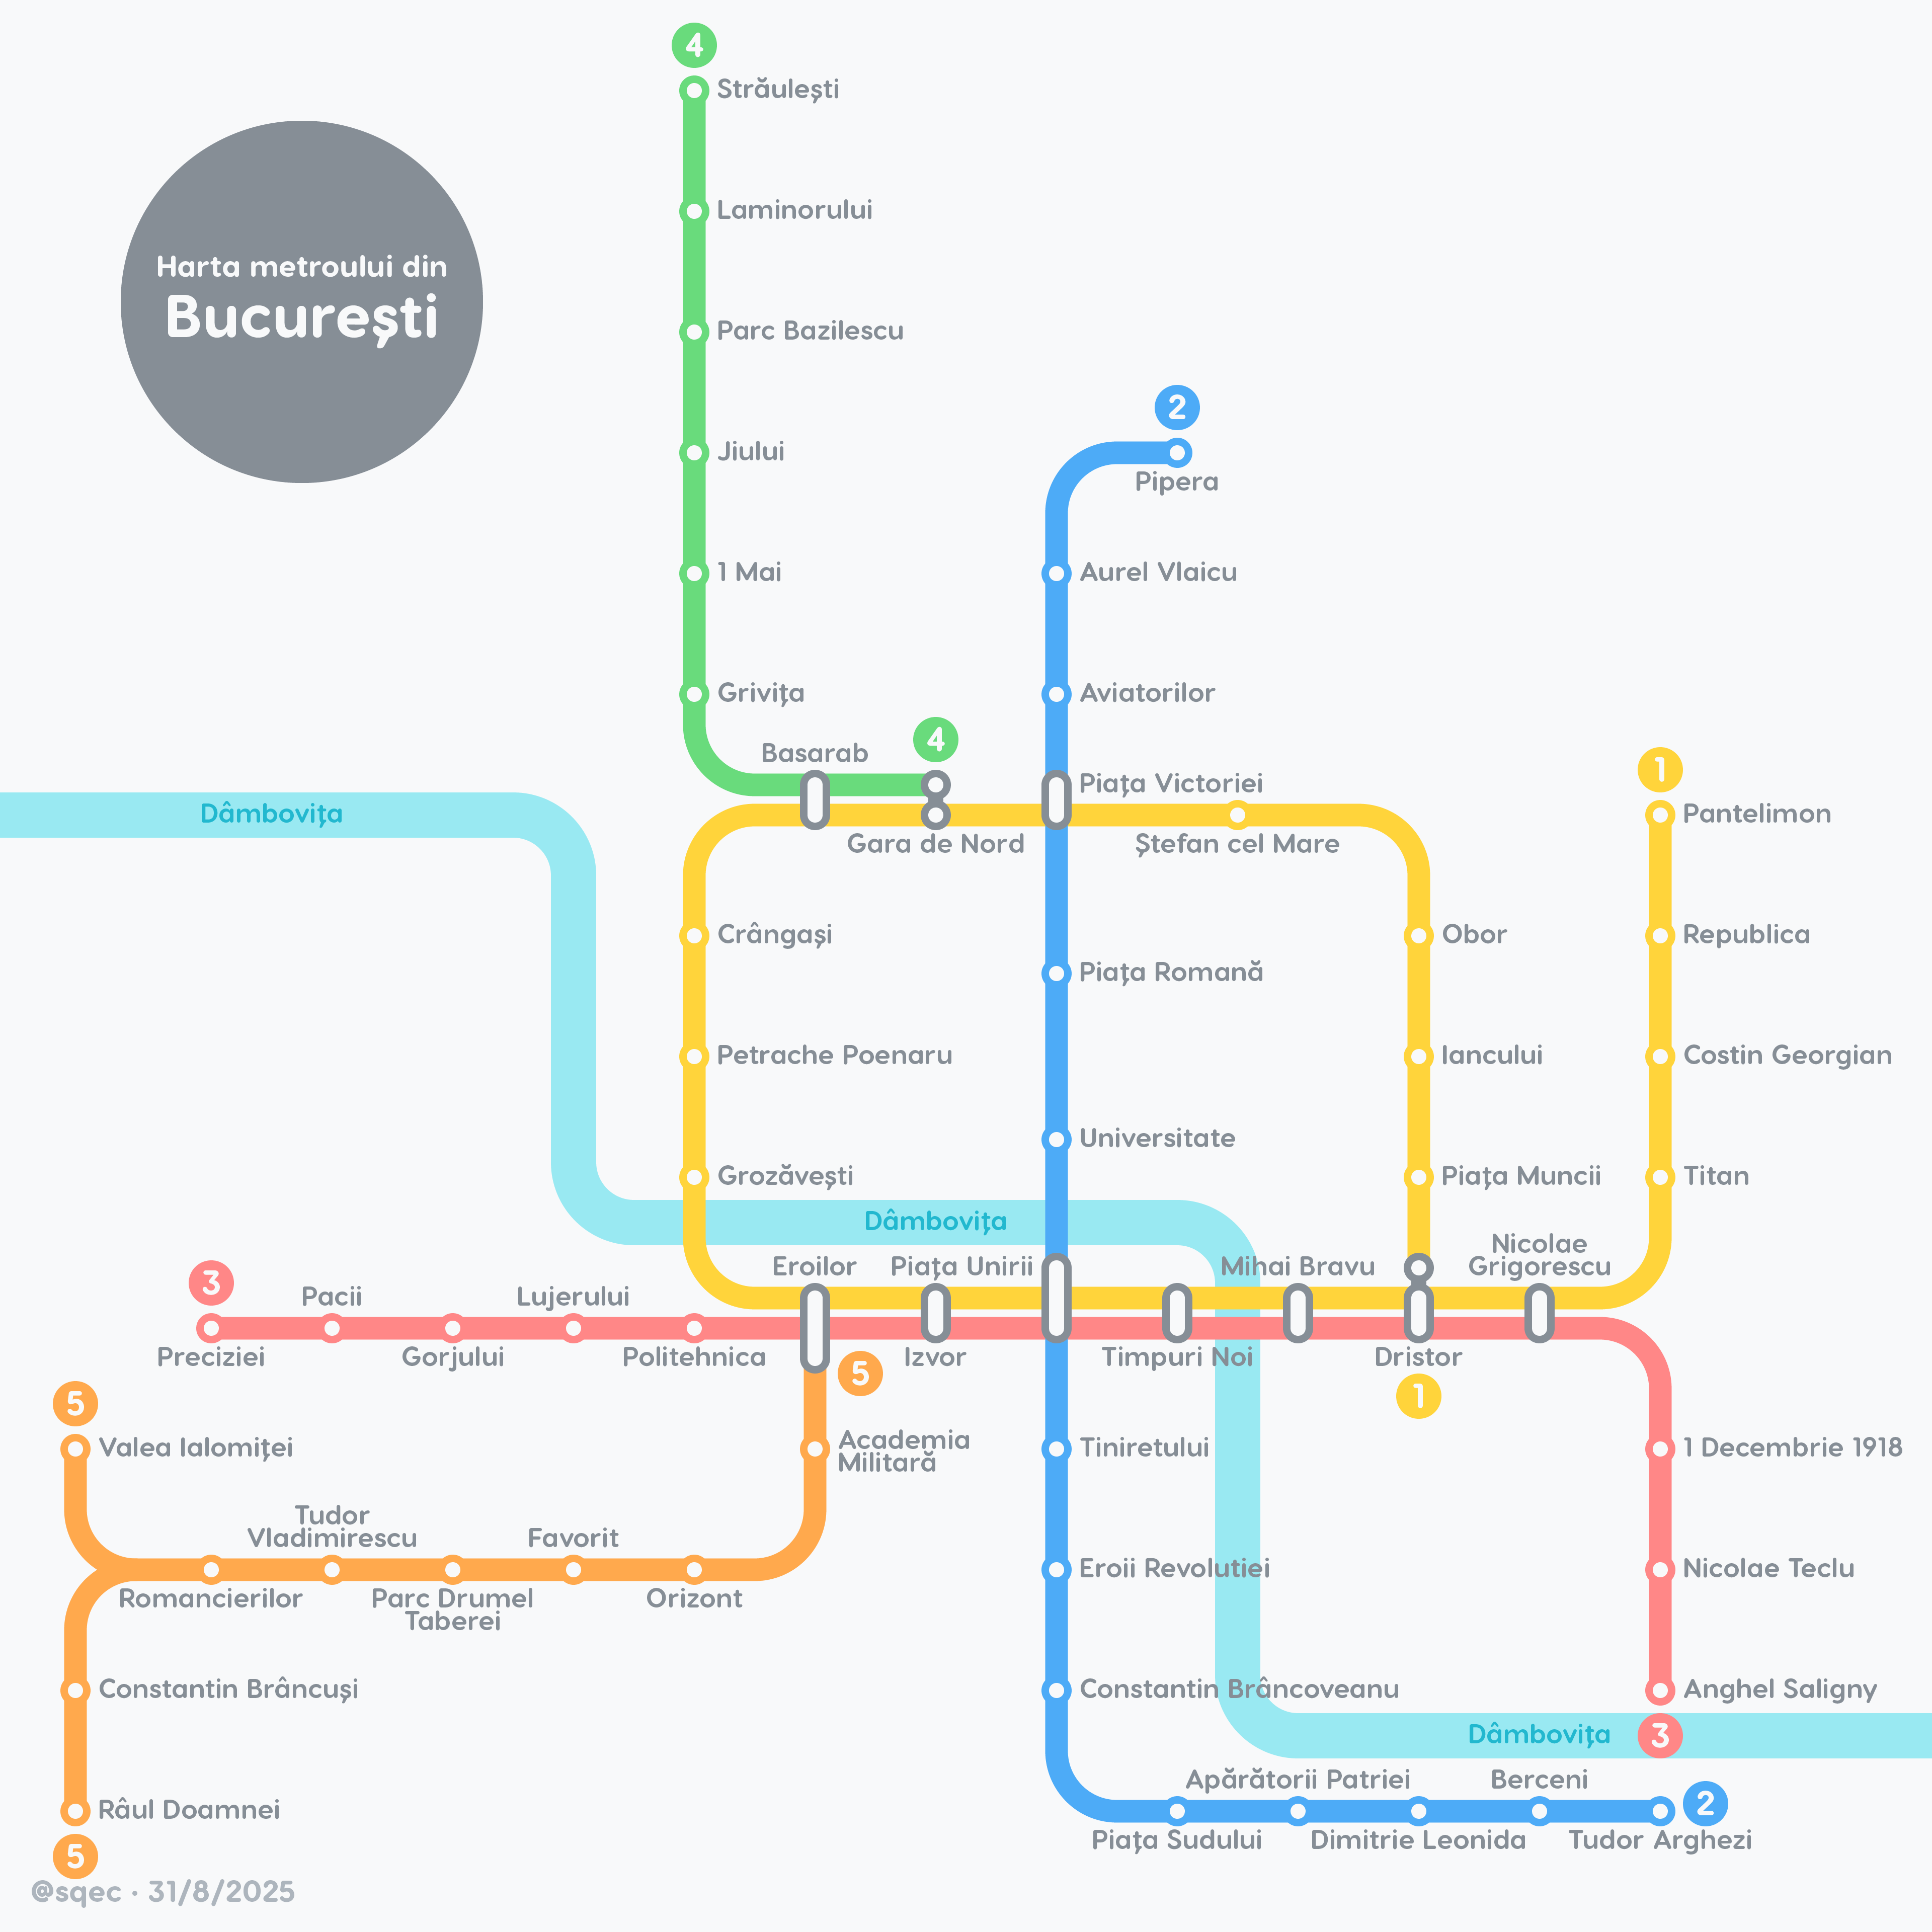 4
Străulești
Harta metroului din
București
Laminorului
Parc Bazilescu
2
Jiului
Pipera
1 Mai
Aurel Vlaicu
Grivița
Aviatorilor
4
Basarab
1
Piața Victoriei
Dâmbovița
Pantelimon
Gara de Nord
Ștefan cel Mare
Crângași
Obor
Republica
Piața Romană
Petrache Poenaru
Iancului
Costin Georgian
Universitate
Grozăvești
Piața Muncii
Titan
Dâmbovița
Nicolae
Grigorescu
Eroilor
Piața Unirii
Mihai Bravu
3
Pacii
Lujerului
Preciziei
Gorjului
Politehnica
Izvor
Timpuri Noi
Dristor
5
1
5
Valea Ialomiței
Academia
Militară
Tiniretului
1 Decembrie 1918
Tudor
Vladimirescu
Favorit
Romancierilor
Parc Drumel
Taberei
Orizont
Eroii Revolutiei
Nicolae Teclu
Constantin Brâncuși
Constantin Brâncoveanu
Anghel Saligny
Dâmbovița
3
Apărătorii Patriei
Berceni
2
Râul Doamnei
Piața Sudului
Dimitrie Leonida
Tudor Arghezi
5
@sqec · 31/8/2025